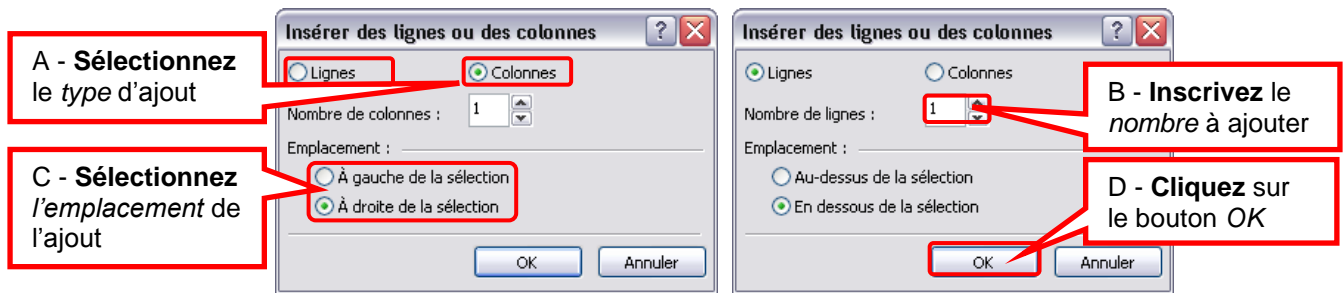 A - Sélectionnez
le type d'ajout
C - Sélectionnez
l'emplacement de
l'ajout
Insérer des lignes ou des colonnes
Lignes
Colonnes
Nombre de colonnes :
1
Emplacement :
À gauche de la sélection
À droite de la sélection
OK
Annuler
Insérer des lignes ou des colonnes
Lignes
Colonnes
Nombre de lignes :
1
Emplacement :
Au-dessus de la sélection
En dessous de la sélection
OK
Annuler
B - Inscrivez le
nombre à ajouter
D - Cliquez sur
le bouton OK